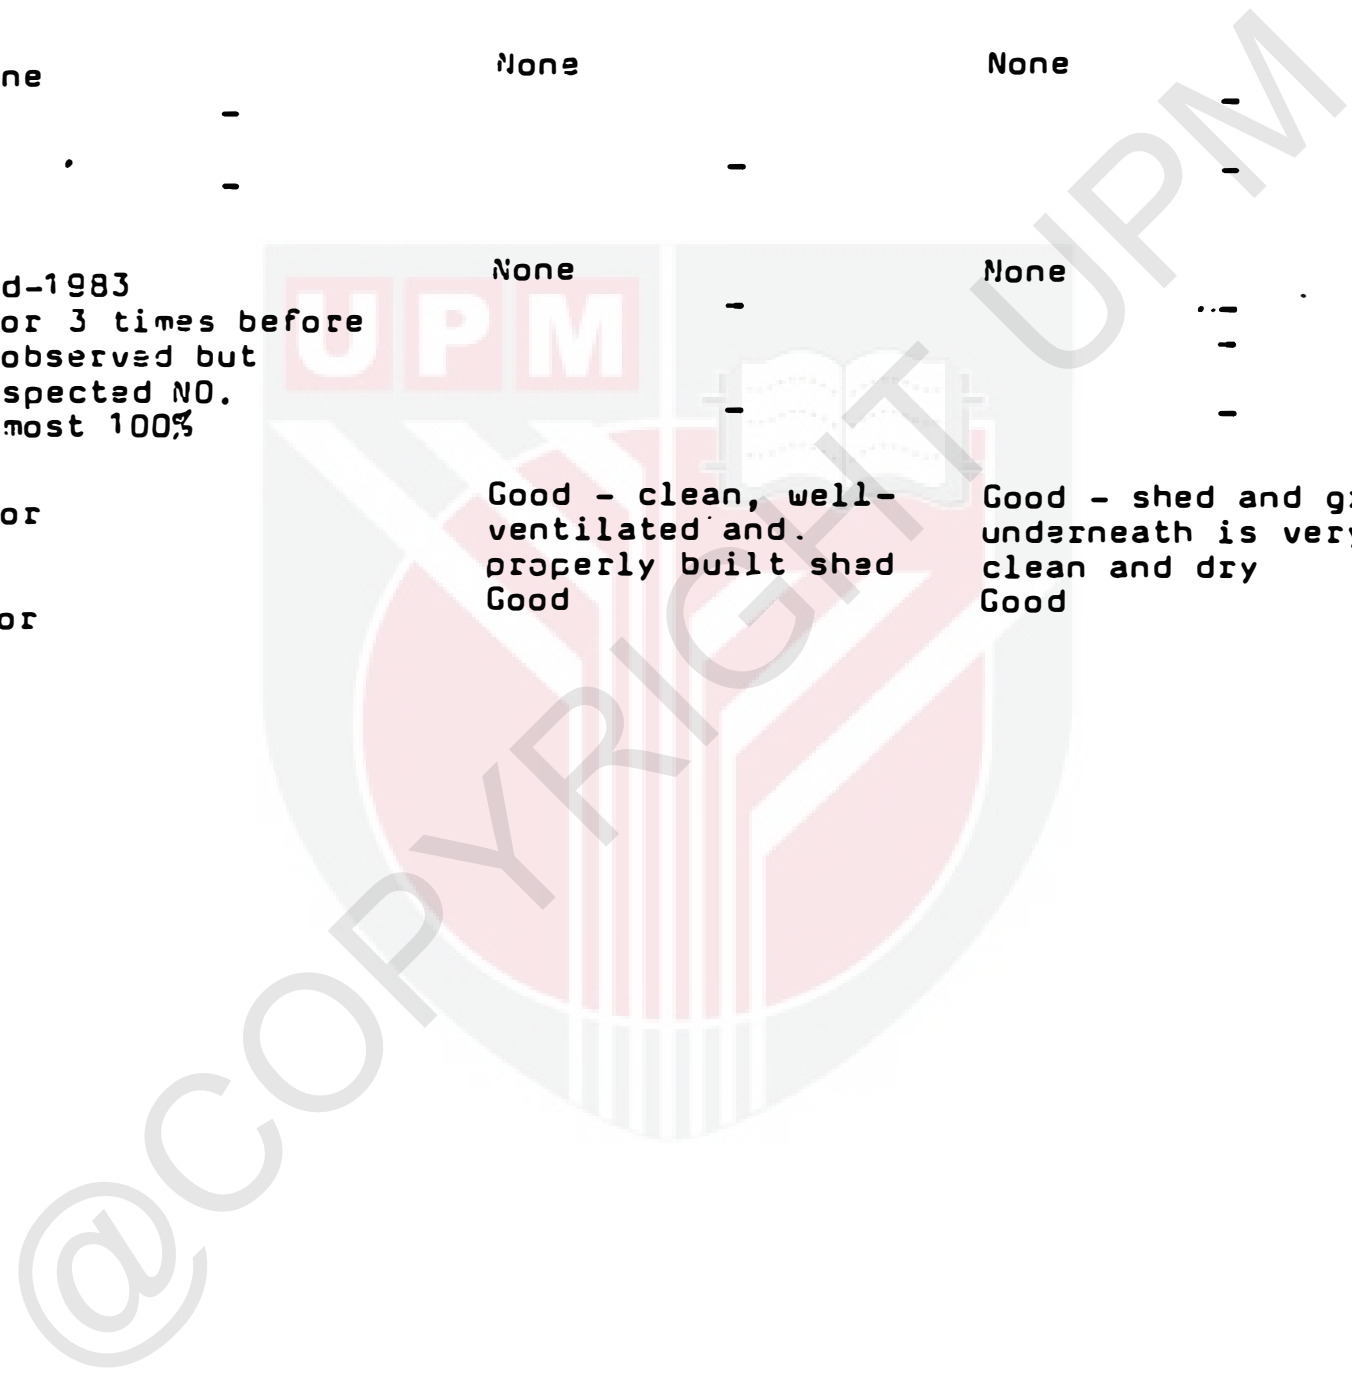 ne None None
- -
- - -
d-1983 None None
or 3 times before - -
observed but -
spected NO. - -
most 100%
or Good - clean, well- Good - shed and g
ventilated and. underneath is very
properly built shed clean and dry
or Good Good
UPM
@COPYRIGHT UPM